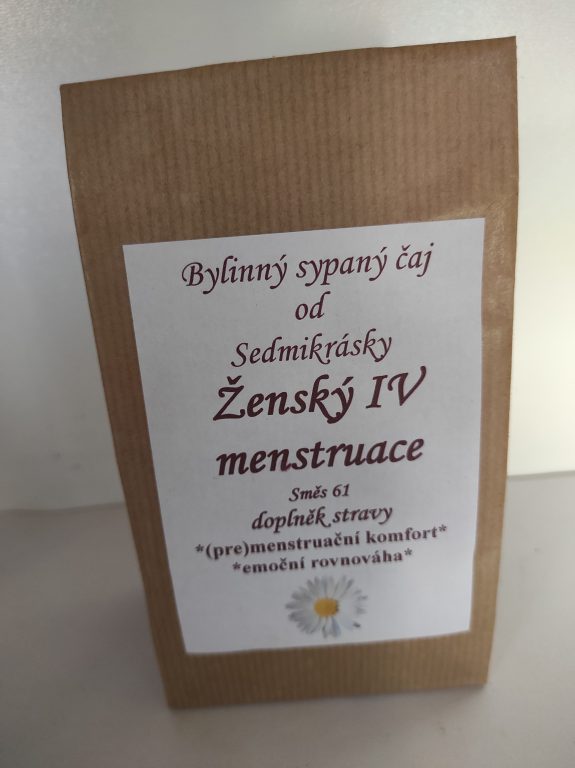 Bylinný sypaný čaj
od
Sedmikrásky
Ženský IV
menstruace
Směs 61
doplněk stravy
*(pre)menstruační komfort*
*emoční rovnováha*